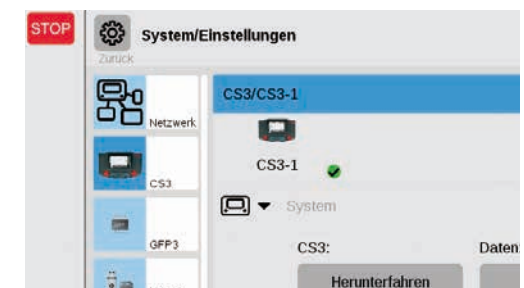 STOP
System/Einstellungen
Zurück
CS3/CS3-1
Netzwerk
CS3-1
CS3
System
GFP3
CS3:
Daten:
Herunterfahren